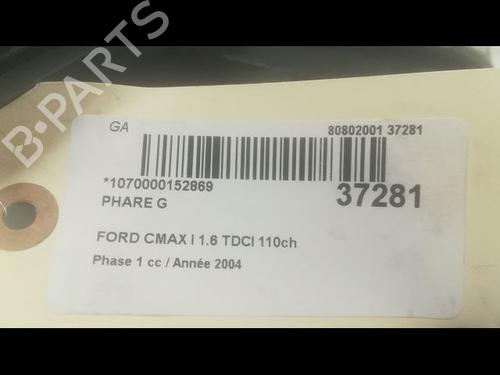 B-PARTS
GA
80802001 37281
*1070000152869
37281
PHARE G
FORD CMAX I 1.6 TDCI 110ch
Phase 1 cc / Année 2004